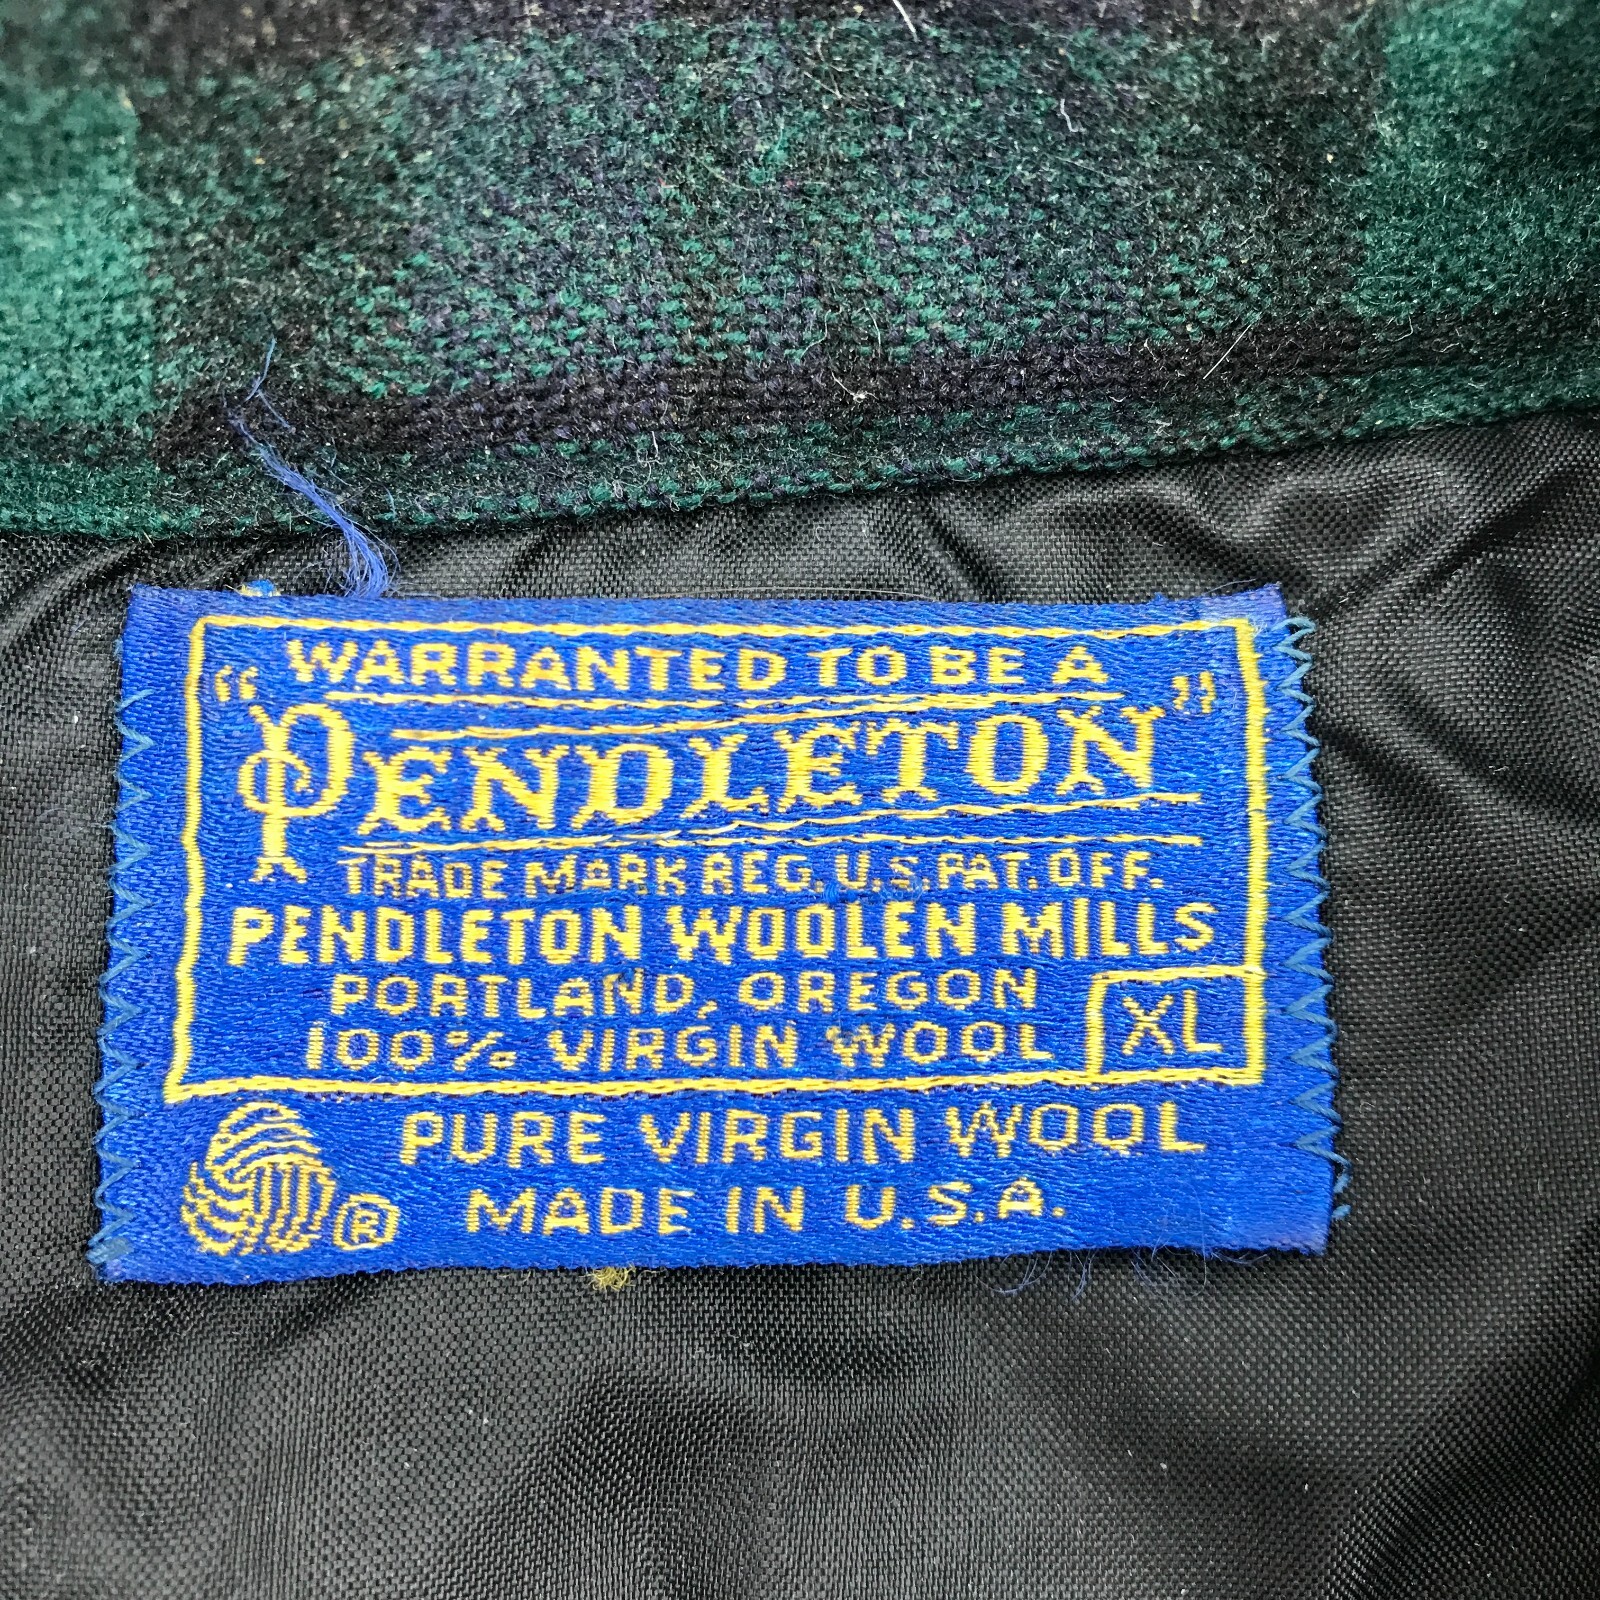 WARRANTED TO BE A
"PENDLETON"
TRADE MARK REG. U.S. PAT. OFF.
PENDLETON WOOLEN MILLS
PORTLAND, OREGON
100% VIRGIN WOOL
XL
PURE VIRGIN WOOL
® MADE IN U.S.A.